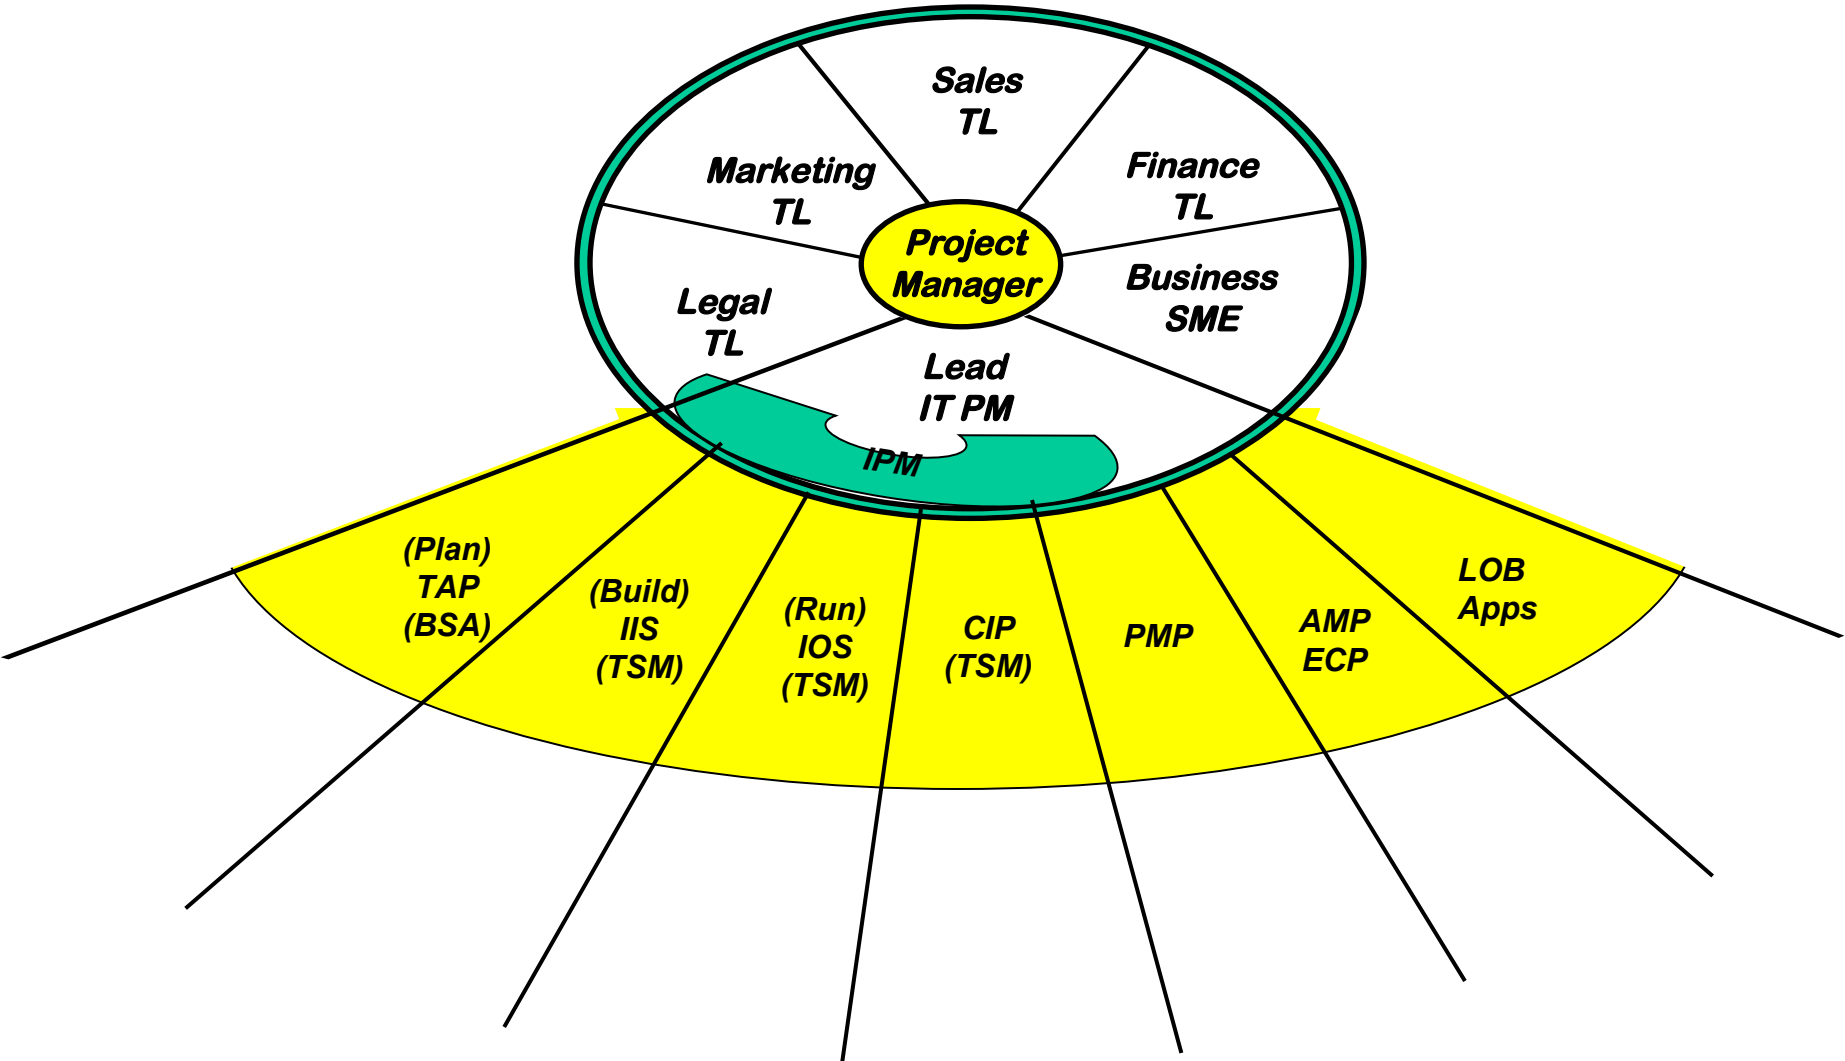 Sales
TL
Marketing
TL
Finance
TL
Project
Manager
Legal
TL
Business
SME
Lead
IT PM
IPM
(Plan)
TAP
(BSA)
(Build)
IIS
(TSM)
(Run)
IOS
(TSM)
CIP
(TSM)
PMP
AMP
ECP
LOB
Apps